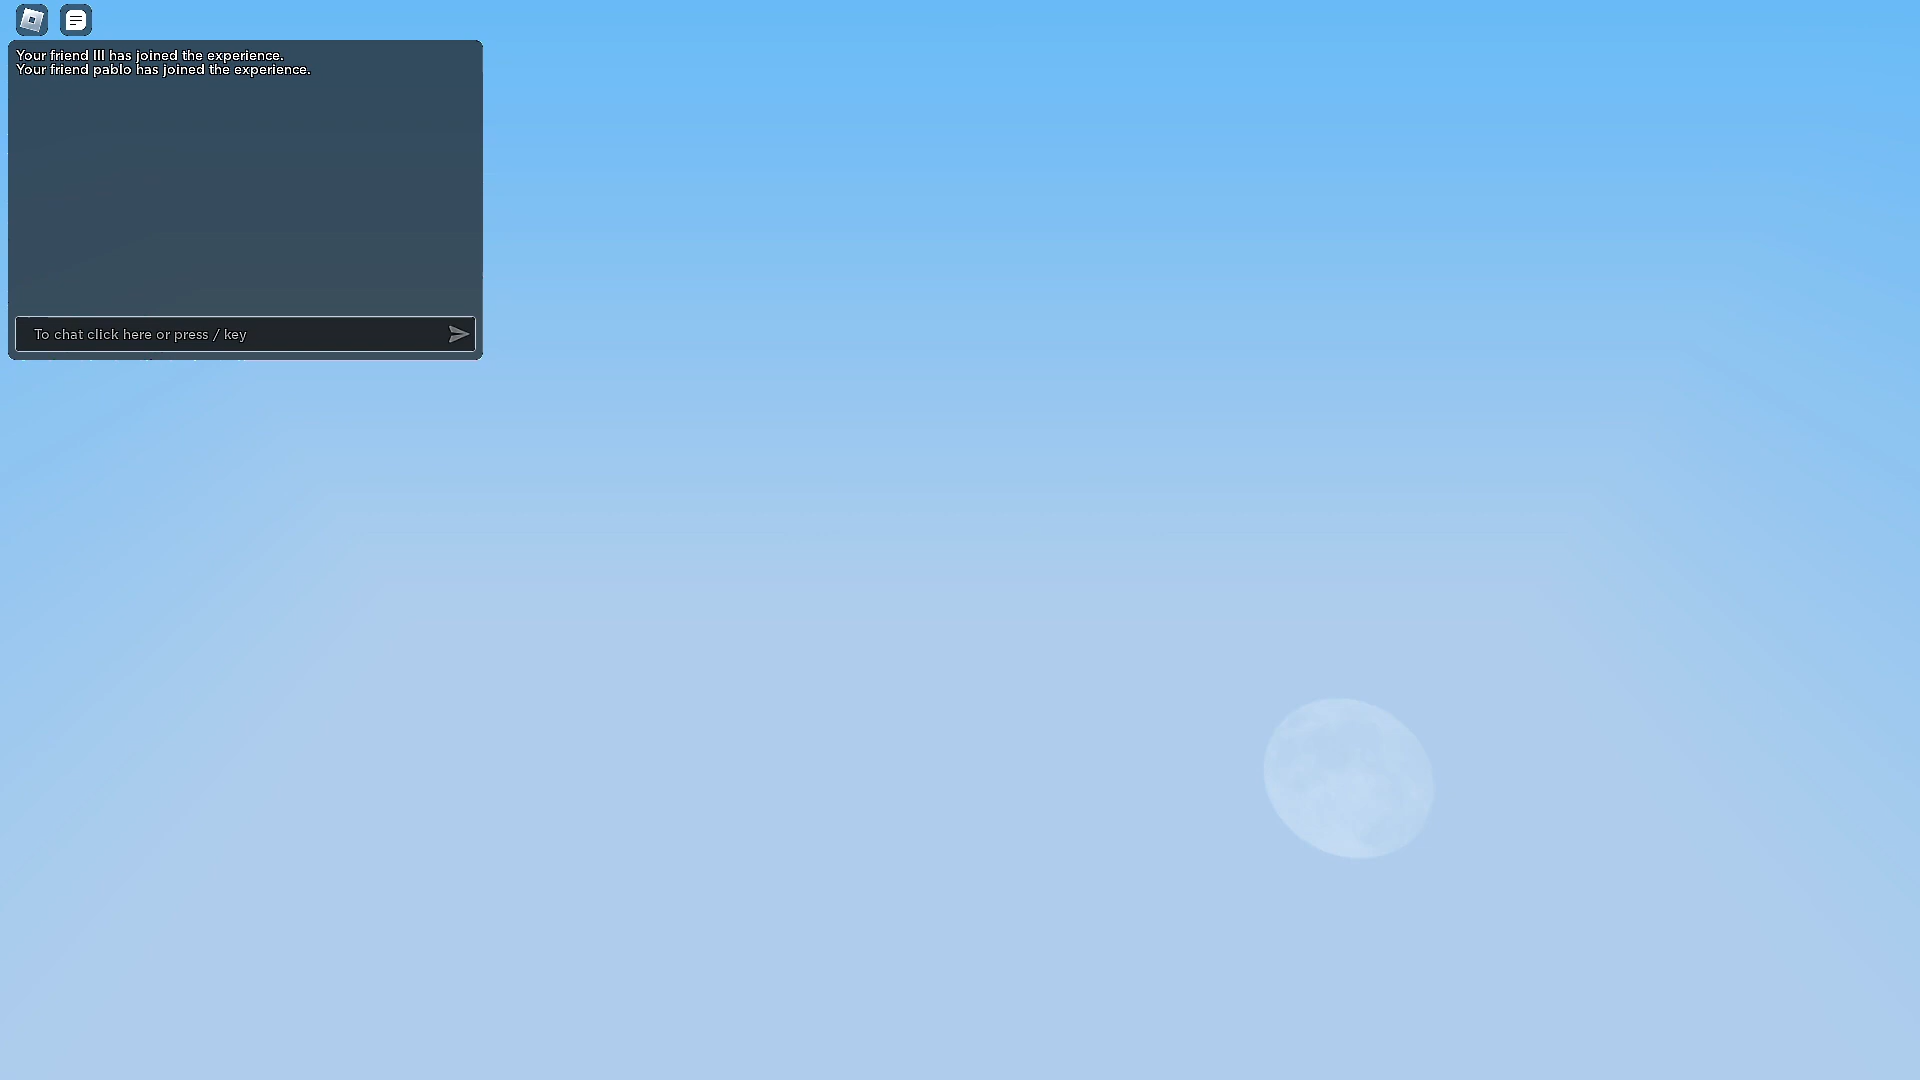 Your friend lll has joined the experience.
Your friend pablo has joined the experience.
To chat click here or press / key